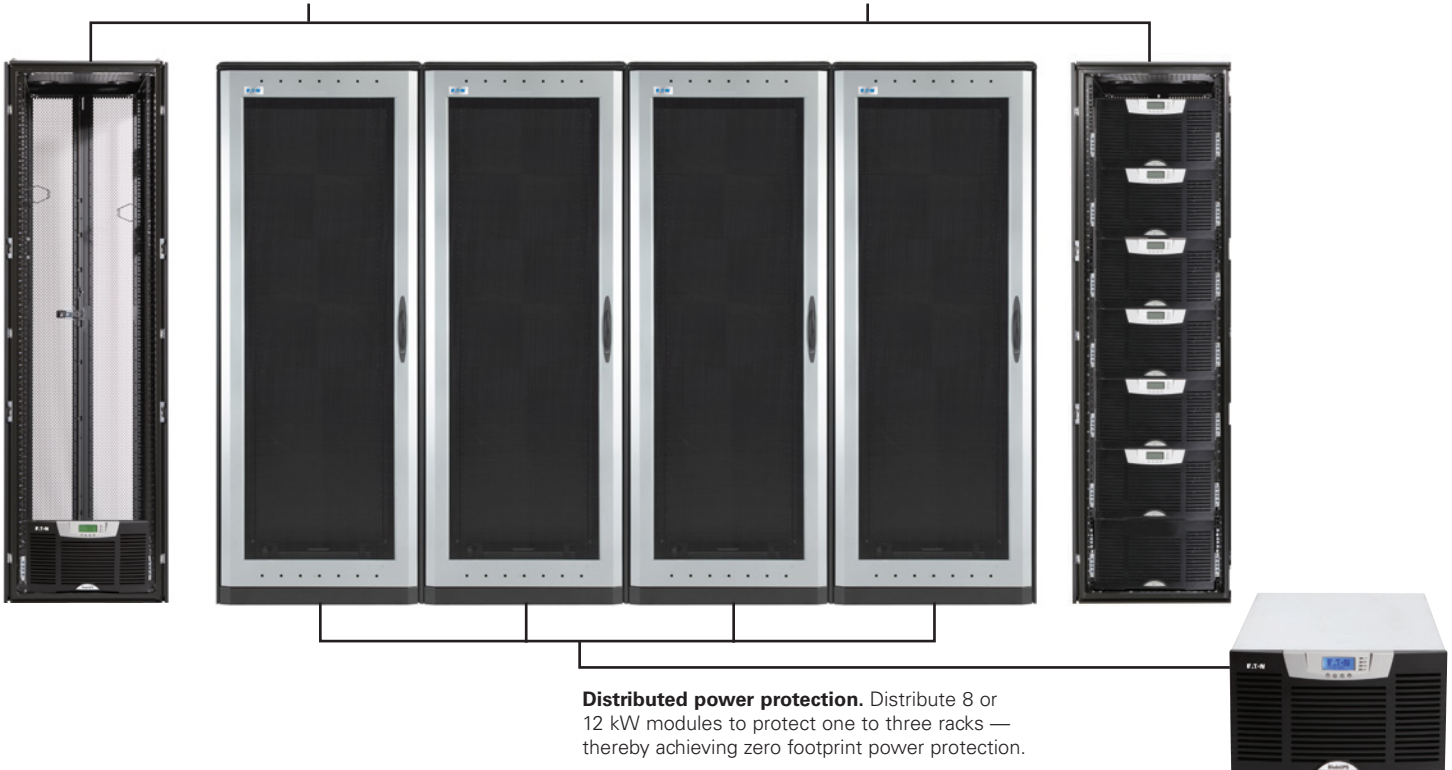 E·T·N
E·T·N
E·T·N
E·T·N
E·T·N
E·T·N
E·T·N
Distributed power protection. Distribute 8 or
12 kW modules to protect one to three racks —
thereby achieving zero footprint power protection.